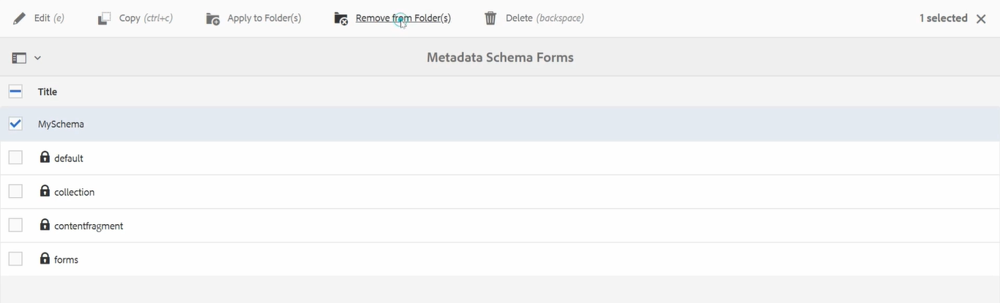 Edit (e) Copy (ctrl+c) Apply to Folder(s) Remove from Folder(s) Delete (backspace) 1 selected
Metadata Schema Forms
Title
MySchema
default
collection
contentfragment
forms